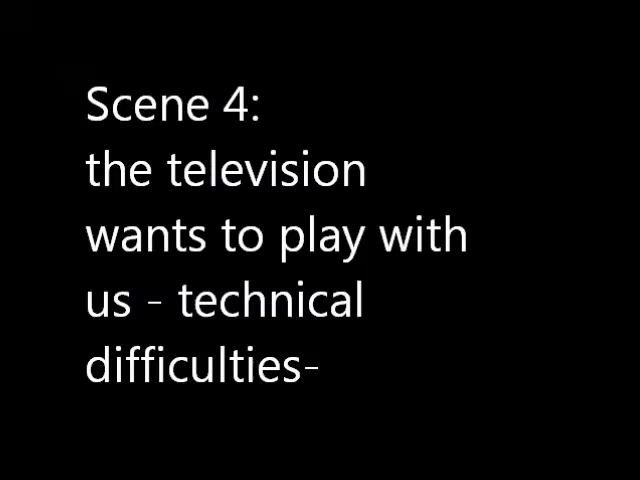 Scene 4:
the television
wants to play with
us - technical
difficulties-